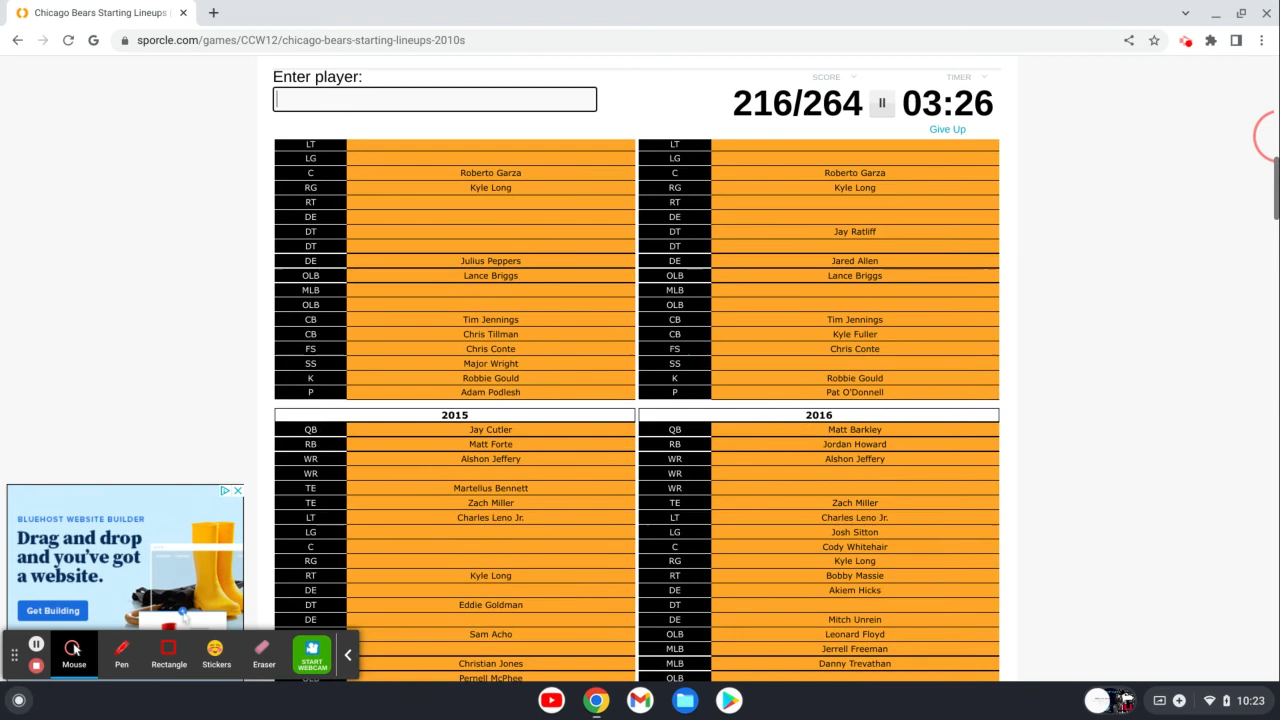 Chicago Bears Starting Lineups (
sporcle.com/games/CCW12/chicago-bears-starting-lineups-2010s
Enter player:
SCORE
TIMER
216/264 03:26
Give Up
LT LT
LG LG
C Roberto Garza C Roberto Garza
RG Kyle Long RG Kyle Long
RT RT
DE DE
DT DT Jay Ratliff
DT DT
DE Julius Peppers DE Jared Allen
OLB Lance Briggs OLB Lance Briggs
MLB MLB
OLB OLB
CB Tim Jennings CB Tim Jennings
CB Chris Tillman CB Kyle Fuller
FS Chris Conte FS Chris Conte
SS Major Wright SS
K Robbie Gould K Robbie Gould
P Adam Podlesh P Pat O'Donnell
2015 2016
QB Jay Cutler QB Matt Barkley
RB Matt Forte RB Jordan Howard
WR Alshon Jeffery WR Alshon Jeffery
WR WR
TE Martellus Bennett WR
TE Zach Miller TE Zach Miller
LT Charles Leno Jr. LT Charles Leno Jr.
LG LG Josh Sitton
C C Cody Whitehair
RG RG Kyle Long
RT Kyle Long RT Bobby Massie
DE DE Akiem Hicks
DT Eddie Goldman DT
DE DE Mitch Unrein
Sam Acho OLB Leonard Floyd
MLB Jerrell Freeman
Christian Jones MLB Danny Trevathan
OLB Pernell McPhee OLB
BLUEHOST WEBSITE BUILDER
Drag and drop
and you've got
a website.
Get Building
Mouse
Pen
Rectangle
Stickers
Eraser
START
WEBCAM
10:23